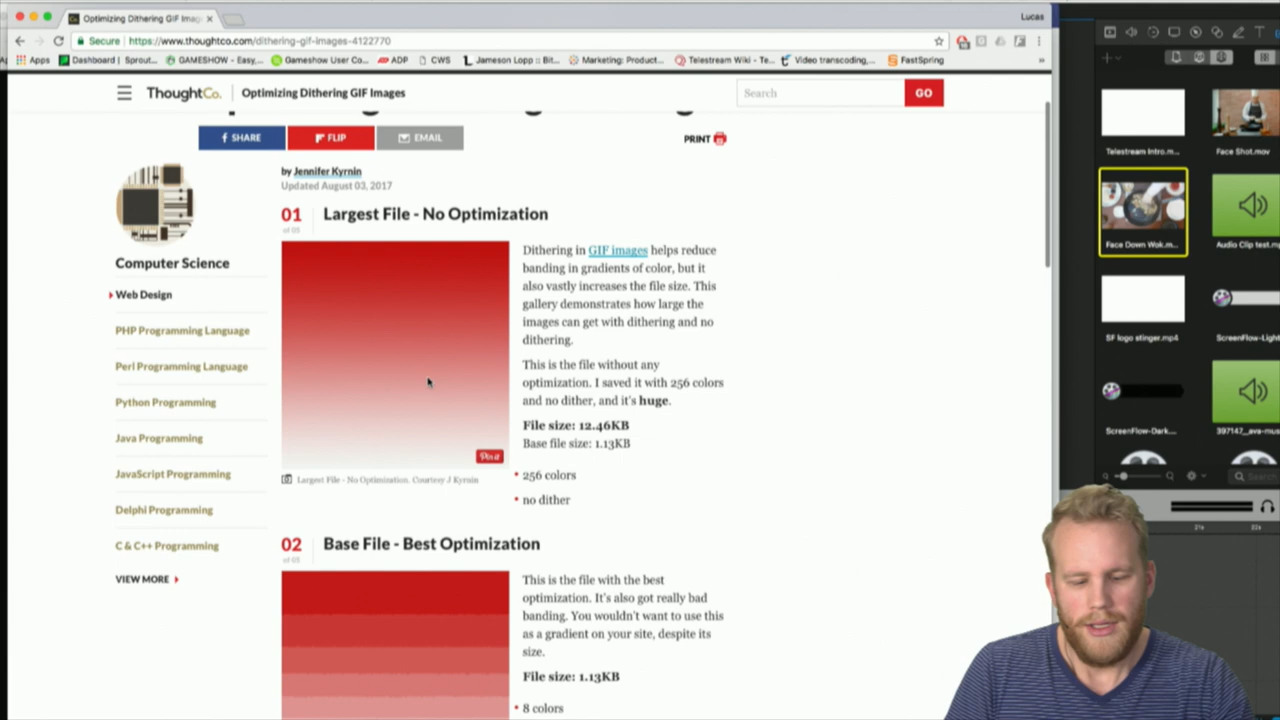 Optimizing Dithering GIF Imag
Lucas
Secure
https://www.thoughtco.com/dithering-gif-images-4122770
Apps
Dashboard | Sprout...
GAMESHOW - Easy,...
Gameshow User Co...
ADP
CWS
Jameson Lopp :: Bit...
Marketing: Product...
Telestream Wiki - Te...
Video transcoding,...
FastSpring
»
ThoughtCo.
Optimizing Dithering GIF Images
Search
GO
SHARE
FLIP
EMAIL
PRINT
by Jennifer Kyrnin
Updated August 03, 2017
01
of 05
Largest File - No Optimization
Dithering in GIF images helps reduce
banding in gradients of color, but it
also vastly increases the file size. This
gallery demonstrates how large the
images can get with dithering and no
dithering.
This is the file without any
optimization. I saved it with 256 colors
and no dither, and it's huge.
File size: 12.46KB
Base file size: 1.13KB
• 256 colors
• no dither
Pin it
Largest File - No Optimization. Courtesy J Kyrnin
Computer Science
Web Design
PHP Programming Language
Perl Programming Language
Python Programming
Java Programming
JavaScript Programming
Delphi Programming
C & C++ Programming
VIEW MORE
02
of 05
Base File - Best Optimization
This is the file with the best
optimization. It's also got really bad
banding. You wouldn't want to use this
as a gradient on your site, despite its
size.
File size: 1.13KB
• 8 colors
Telestream Intro.m...
Face Shot.mov
Face Down Wok.m...
Audio Clip test.mp
SF logo stinger.mp4
ScreenFlow-Light
ScreenFlow-Dark....
Search